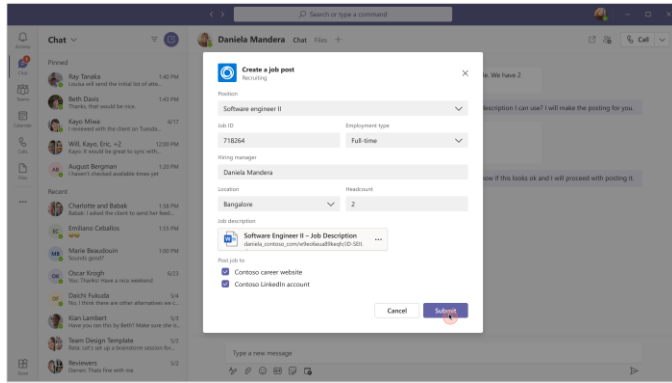 Search or type a command
Activity
Chat
Teams
Calendar
Calls
Files
Store
Chat
Pinned
Ray Tanaka 1:40 PM
Louisa will send the initial list of atte...
Beth Davis 1:43 PM
Thanks, that would be nice.
Kayo Miwa 4/17
I reviewed with the client on Tuesda...
Will, Kayo, Eric, +2 12:00 PM
Kayo: It would be great to sync with...
August Bergman 1:20 PM
I haven't checked available times yet
Recent
Charlotte and Babak 1:58 PM
Babak: I asked the client to send her feed...
Emiliano Ceballos 1:55 PM
Marie Beaudouin 1:00 PM
Sounds good?
Oscar Krogh 6/23
You: Thanks! Have a nice weekend
Daichi Fukuda 5/4
No, I think there are other alternatives we c...
Kian Lambert 5/3
Have you ran this by Beth? Make sure she is...
Team Design Template 5/2
Reta: Let's set up a brainstorm session for...
Reviewers 5/2
Darren: Thats fine with me
Daniela Mandera Chat Files
Call
le. We have 2
description I can use? I will make the posting for you.
now if this looks ok and I will proceed with posting it.
Create a job post
Recruiting
Position
Software engineer II
Job ID Employment type
718264 Full-time
Hiring manager
Daniela Mandera
Location Headcount
Bangalore 2
Job description
Software Engineer II – Job Description
Post job to
Contoso career website
Contoso LinkedIn account
Cancel Submit
Type a new message